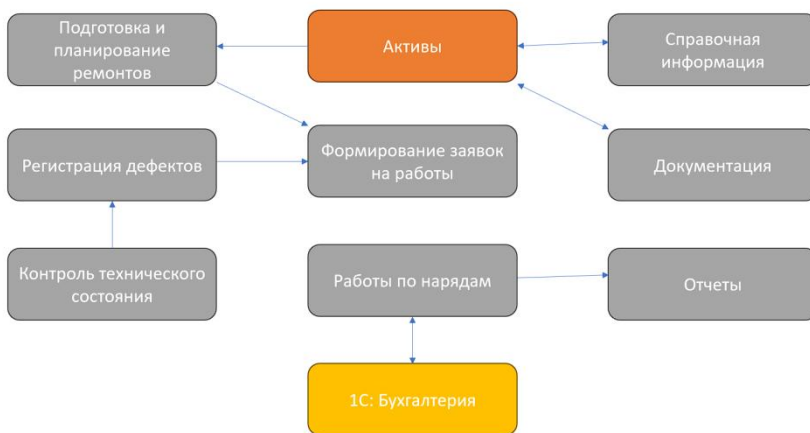 Подготовка и
планирование
ремонтов
Активы
Справочная
информация
Регистрация дефектов
Формирование заявок
на работы
Документация
Контроль технического
состояния
Работы по нарядам
Отчеты
1С: Бухгалтерия